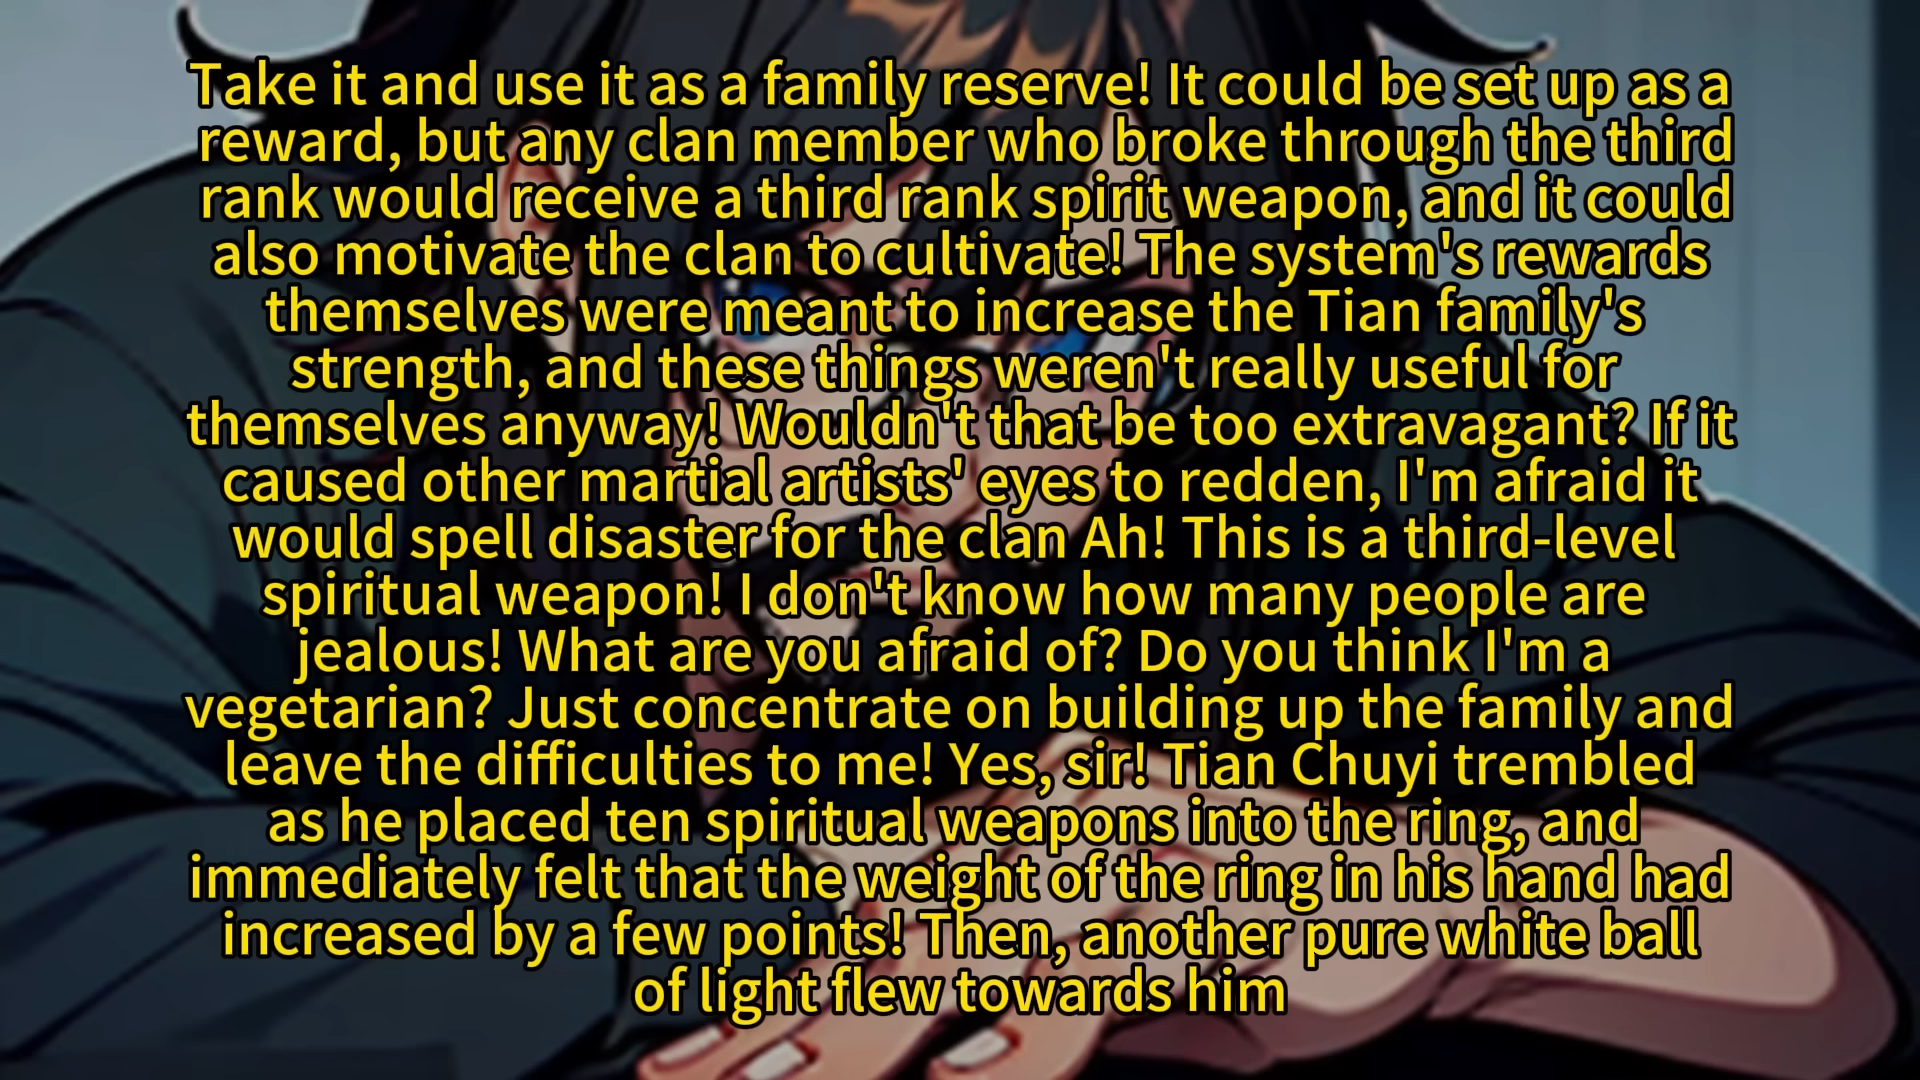 Take it and use it as a family reserve! It could be set up as a
reward, but any clan member who broke through the third
rank would receive a third rank spirit weapon, and it could
also motivate the clan to cultivate! The system's rewards
themselves were meant to increase the Tian family's
strength, and these things weren't really useful for
themselves anyway! Wouldn't that be too extravagant? If it
caused other martial artists' eyes to redden, I'm afraid it
would spell disaster for the clan Ah! This is a third-level
spiritual weapon! I don't know how many people are
jealous! What are you afraid of? Do you think I'm a
vegetarian? Just concentrate on building up the family and
leave the difficulties to me! Yes, sir! Tian Chuyi trembled
as he placed ten spiritual weapons into the ring, and
immediately felt that the weight of the ring in his hand had
increased by a few points! Then, another pure white ball
of light flew towards him